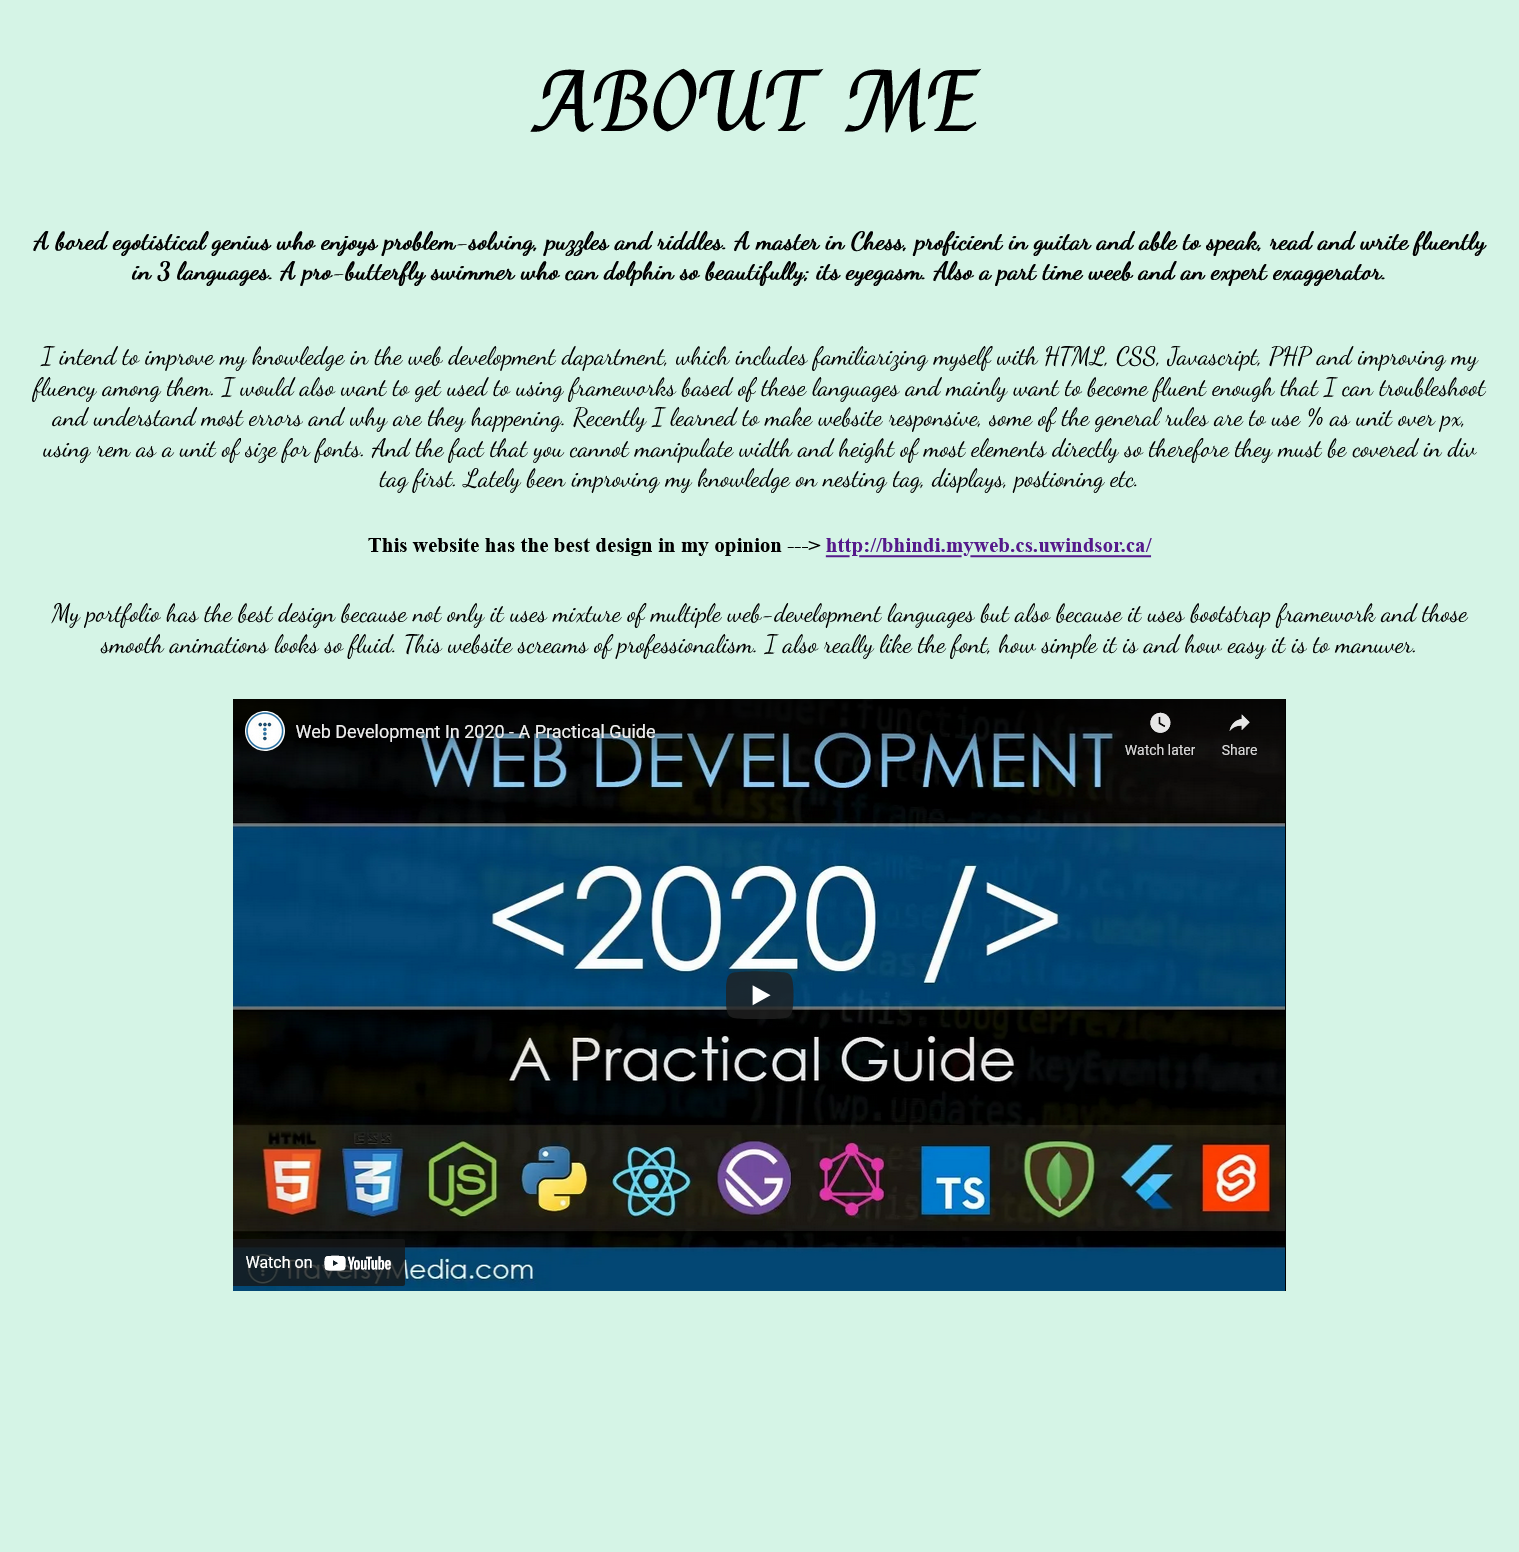 ABOUT ME
A bored egotistical genius who enjoys problem-solving, puzzles and riddles. A master in Chess, proficient in guitar and able to speak, read and write fluently
in 3 languages. A pro-butterfly swimmer who can dolphin so beautifully; its eyegasm. Also a part time weeb and an expert exaggerator.
I intend to improve my knowledge in the web development dapartment, which includes familiarizing myself with HTML, CSS, Javascript, PHP and improving my
fluency among them. I would also want to get used to using frameworks based of these languages and mainly want to become fluent enough that I can troubleshoot
and understand most errors and why are they happening. Recently I learned to make website responsive, some of the general rules are to use % as unit over px,
using rem as a unit of size for fonts. And the fact that you cannot manipulate width and height of most elements directly so therefore they must be covered in div
tag first. Lately been improving my knowledge on nesting tag, displays, postioning etc.
This website has the best design in my opinion ---> http://bhindi.myweb.cs.uwindsor.ca/
My portfolio has the best design because not only it uses mixture of multiple web-development languages but also because it uses bootstrap framework and those
smooth animations looks so fluid. This website screams of professionalism. I also really like the font, how simple it is and how easy it is to manuver.
Web Development In 2020 - A Practical Guide
Watch later Share
WEB DEVELOPMENT
<2020 />
A Practical Guide
HTML CSS
5 3 JS G TS
Watch on YouTube
TraversyMedia.com